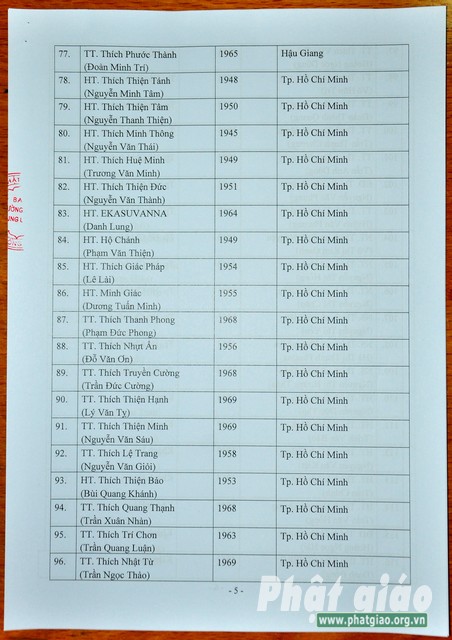 77. TT. Thích Phước Thành 1965 Hậu Giang
(Đoàn Minh Trí)
78. HT. Thích Thiện Tánh 1948 Tp. Hồ Chí Minh
(Nguyễn Minh Tâm)
79. HT. Thích Thiện Tâm 1950 Tp. Hồ Chí Minh
(Nguyễn Thanh Thiện)
80. HT. Thích Minh Thông 1945 Tp. Hồ Chí Minh
(Nguyễn Văn Thái)
81. HT. Thích Huệ Minh 1949 Tp. Hồ Chí Minh
(Trương Văn Minh)
82. HT. Thích Thiện Đức 1951 Tp. Hồ Chí Minh
(Nguyễn Văn Thành)
83. HT. EKASUVANNA 1964 Tp. Hồ Chí Minh
(Danh Lung)
84. HT. Hộ Chánh 1949 Tp. Hồ Chí Minh
(Phạm Văn Thiện)
85. HT. Thích Giác Pháp 1954 Tp. Hồ Chí Minh
(Lê Lài)
86. HT. Minh Giác 1955 Tp. Hồ Chí Minh
(Dương Tuấn Minh)
87. TT. Thích Thanh Phong 1968 Tp. Hồ Chí Minh
(Phạm Đức Phong)
88. TT. Thích Nhựt Ấn 1956 Tp. Hồ Chí Minh
(Đỗ Văn Ơn)
89. TT. Thích Truyền Cường 1968 Tp. Hồ Chí Minh
(Trần Đức Cường)
90. TT. Thích Thiện Hạnh 1969 Tp. Hồ Chí Minh
(Lý Văn Tỵ)
91. TT. Thích Thiện Minh 1969 Tp. Hồ Chí Minh
(Nguyễn Văn Sáu)
92. TT. Thích Lệ Trang 1958 Tp. Hồ Chí Minh
(Nguyễn Văn Giỏi)
93. HT. Thích Thiện Bảo 1953 Tp. Hồ Chí Minh
(Bùi Quang Khánh)
94. TT. Thích Quang Thạnh 1968 Tp. Hồ Chí Minh
(Trần Xuân Nhàn)
95. TT. Thích Trí Chơn 1963 Tp. Hồ Chí Minh
(Trần Quang Luận)
96. TT. Thích Nhật Từ 1969 Tp. Hồ Chí Minh
(Trần Ngọc Thảo)
- 5 -
Phật giáo
www.phatgiao.org.vn